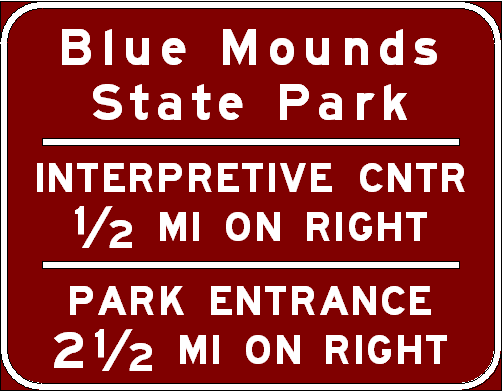 Blue Mounds
State Park
INTERPRETIVE CNTR
1/2 MI ON RIGHT
PARK ENTRANCE
2 1/2 MI ON RIGHT